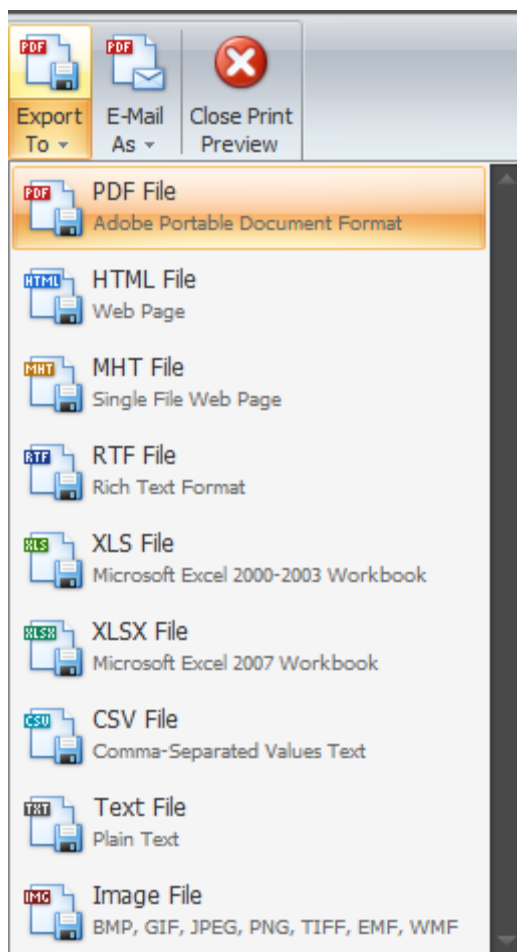 PDF
PDF
Export
To
E-Mail
As
Close Print
Preview
PDF
PDF File
Adobe Portable Document Format
HTML
HTML File
Web Page
MHT
MHT File
Single File Web Page
RTF
RTF File
Rich Text Format
XLS
XLS File
Microsoft Excel 2000-2003 Workbook
XLSX
XLSX File
Microsoft Excel 2007 Workbook
CSV
CSV File
Comma-Separated Values Text
TXT
Text File
Plain Text
IMG
Image File
BMP, GIF, JPEG, PNG, TIFF, EMF, WMF